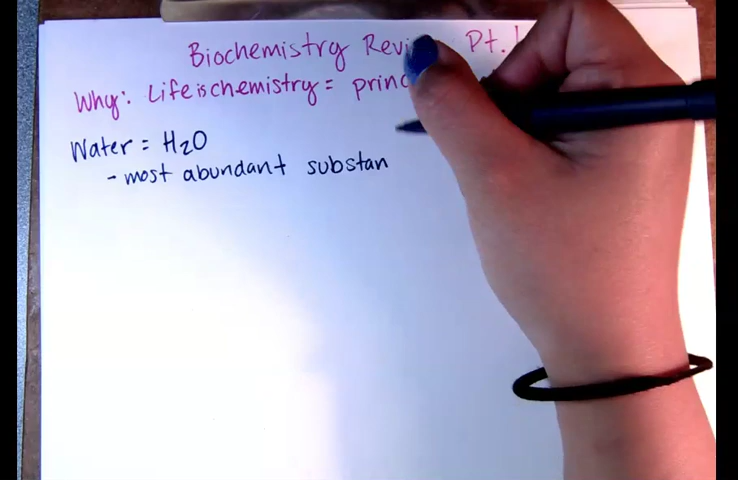 Biochemistry Revi Pt.
Why: Life is chemistry = princ
Water = H2O
- most abundant substan